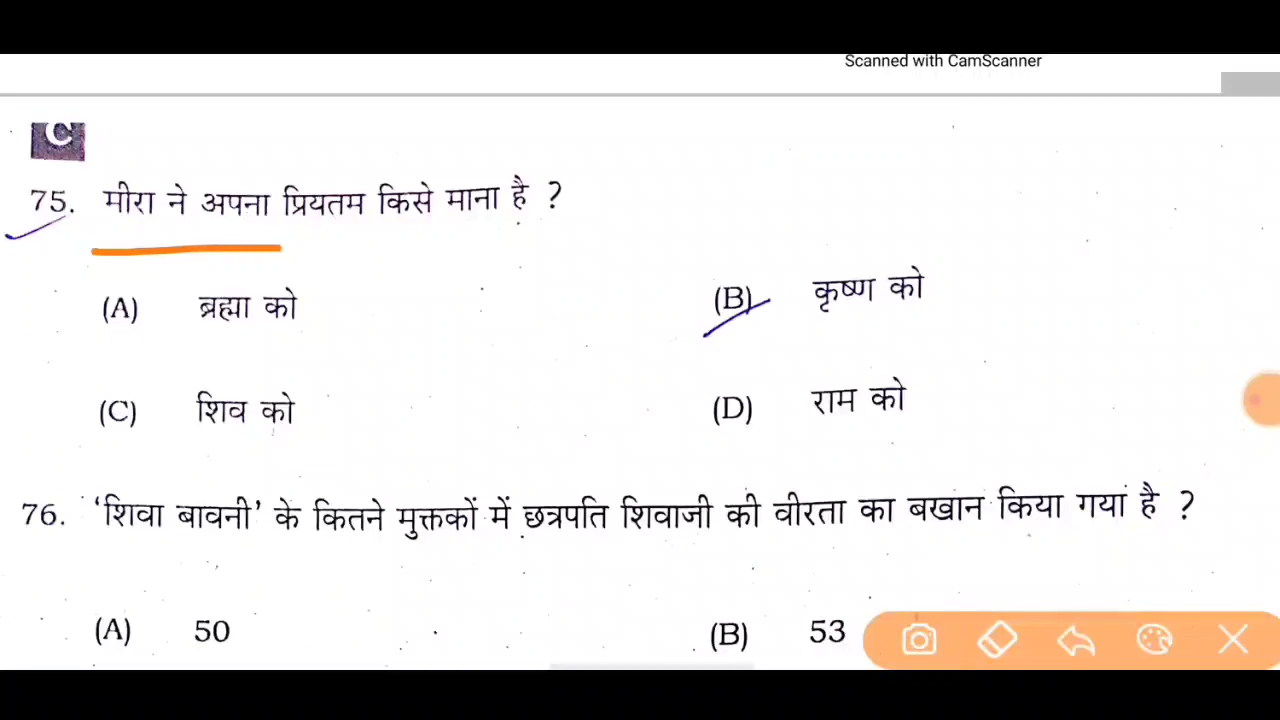 Scanned with CamScanner
C
75. मीरा ने अपना प्रियतम किसे माना है ?
(A) ब्रह्मा को (B) कृष्ण को
(C) शिव को (D) राम को
76. ‘शिवा बावनी’ के कितने मुक्तकों में छत्रपति शिवाजी की वीरता का बखान किया गया है ?
(A) 50 (B) 53